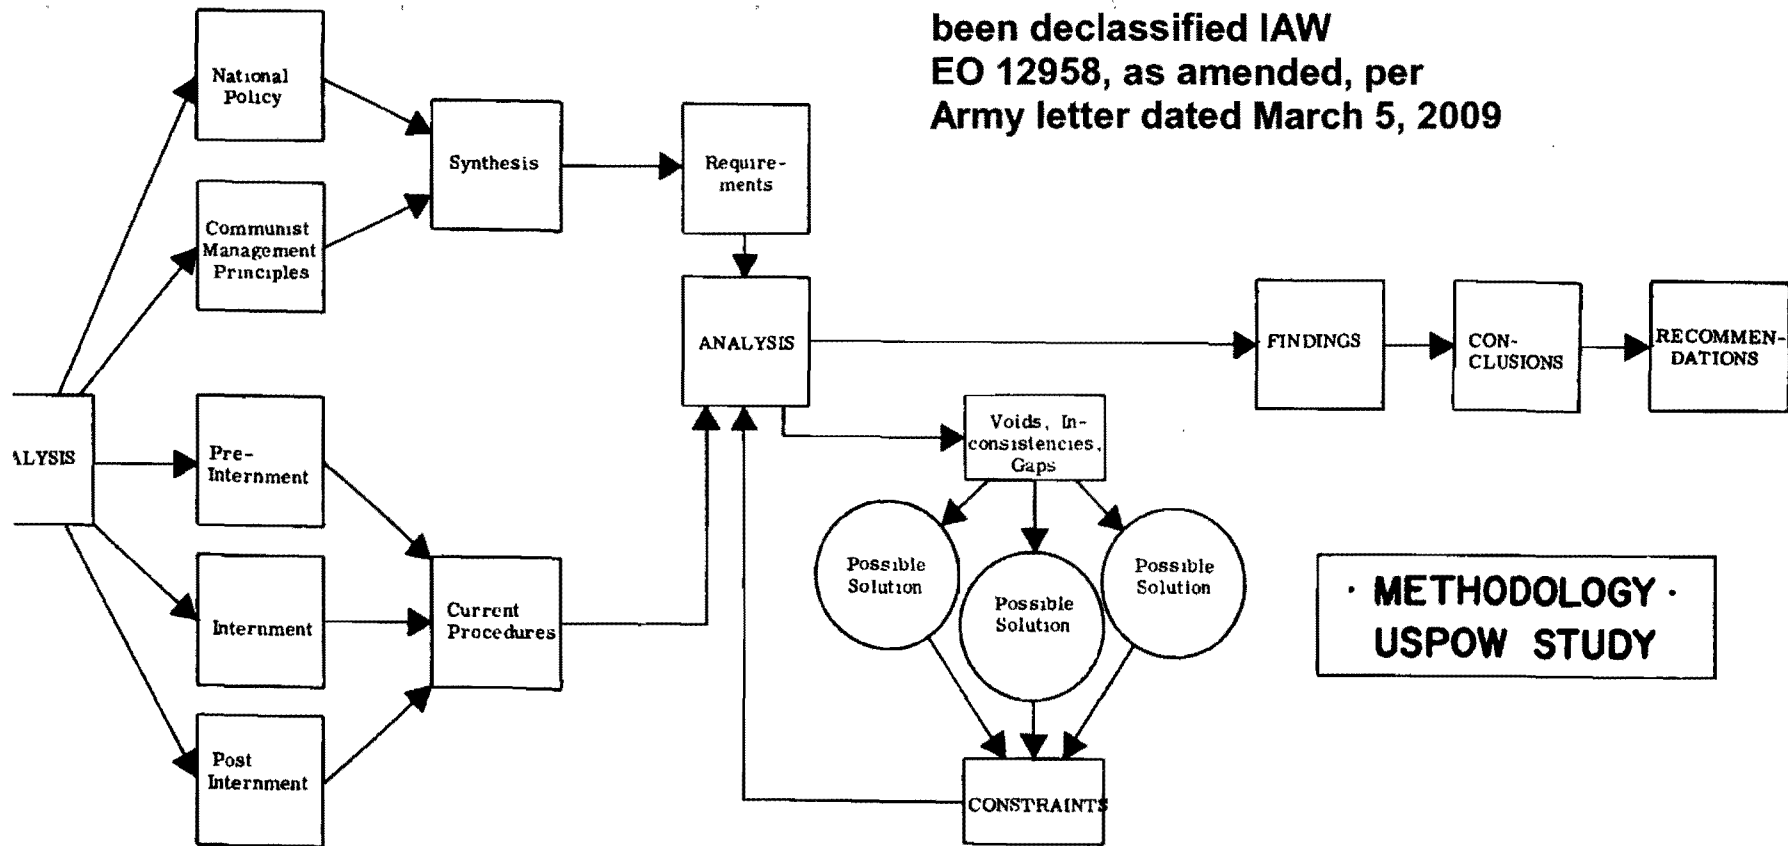 been declassified IAW
EO 12958, as amended, per
Army letter dated March 5, 2009
National
Policy
Synthesis
Require-
ments
Communist
Management
Principles
ANALYSIS
FINDINGS
CON-
CLUSIONS
RECOMMEN-
DATIONS
ALYSIS
Pre-
Internment
Voids, In-
consistencies,
Gaps
Internment
Current
Procedures
Possible
Solution
Possible
Solution
Possible
Solution
Post
Internment
CONSTRAINTS
· METHODOLOGY ·
USPOW STUDY